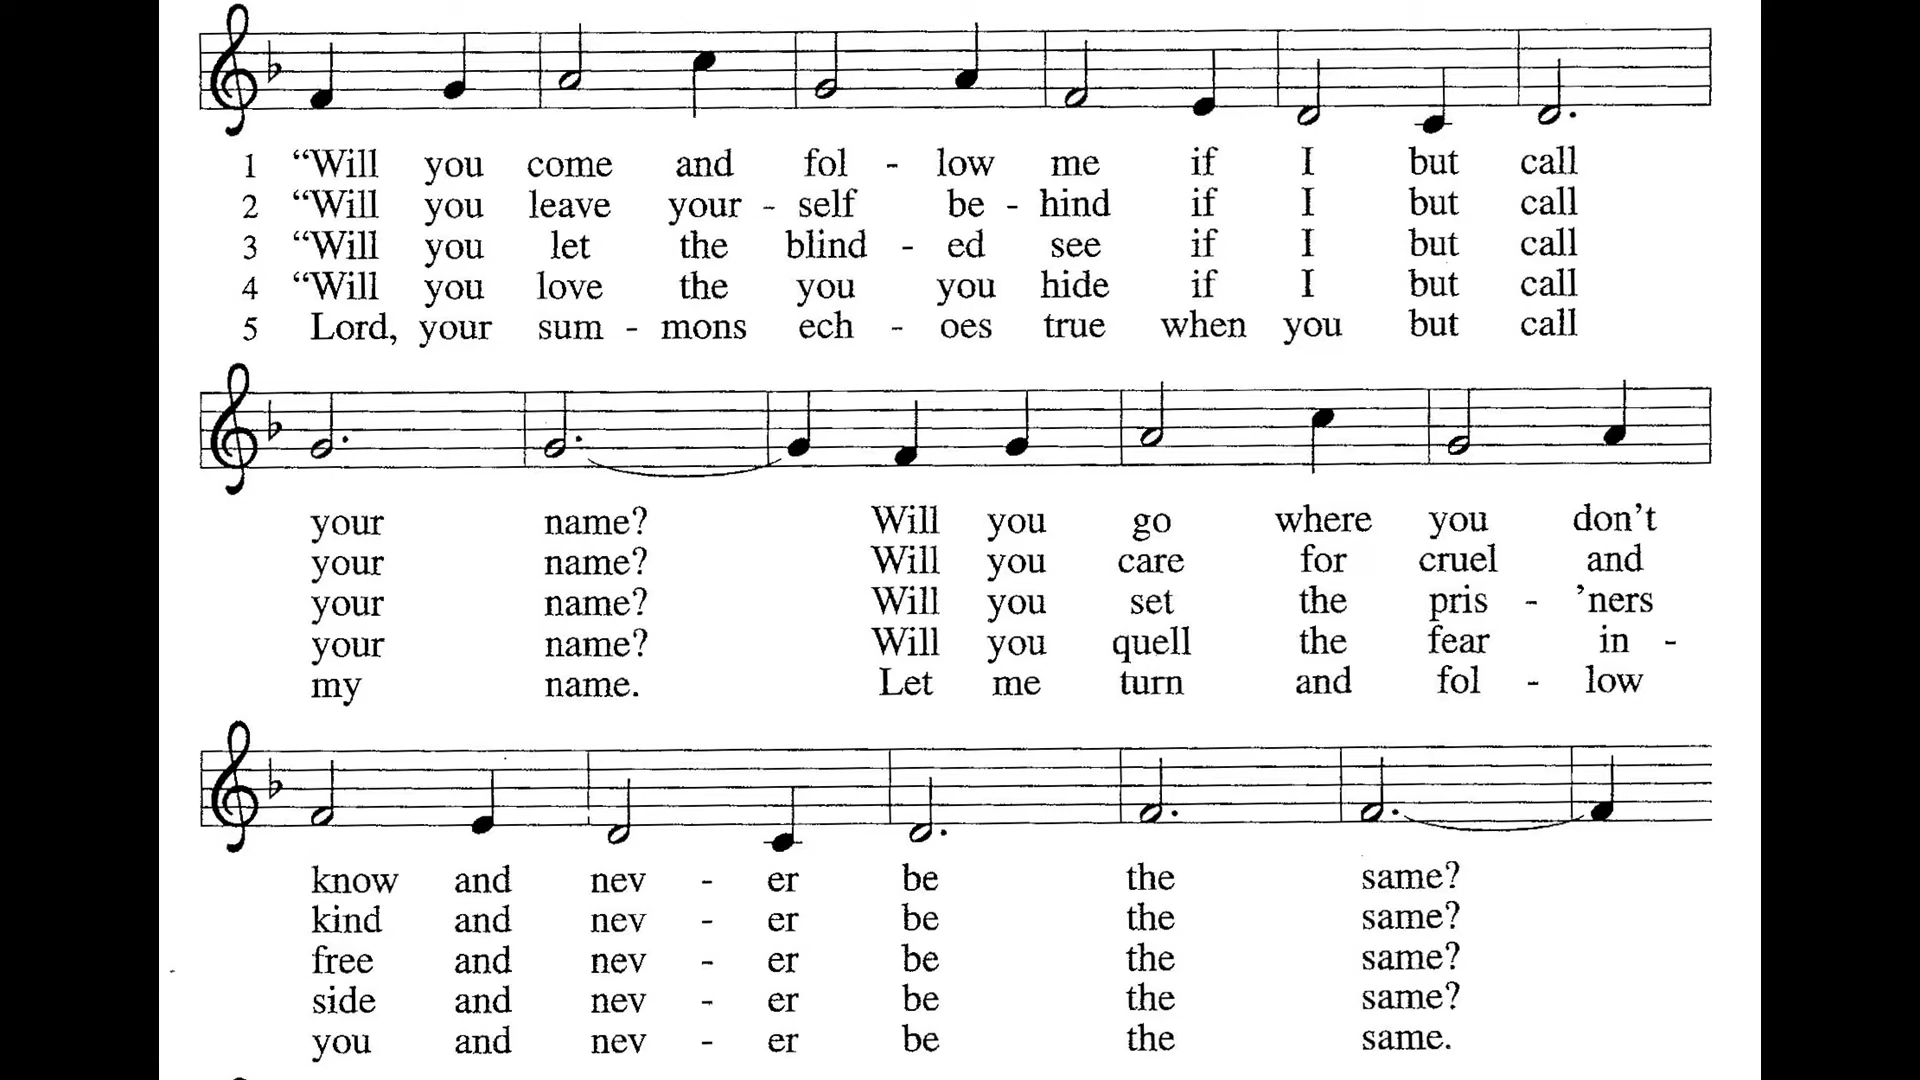 1 “Will you come and fol - low me if I but call
2 “Will you leave your - self be - hind if I but call
3 “Will you let the blind - ed see if I but call
4 “Will you love the you you hide if I but call
5 Lord, your sum - mons ech - oes true when you but call
your name? Will you go where you don’t
your name? Will you care for cruel and
your name? Will you set the pris - ’ners
your name? Will you quell the fear in -
my name. Let me turn and fol - low
know and nev - er be the same?
kind and nev - er be the same?
free and nev - er be the same?
side and nev - er be the same?
you and nev - er be the same.